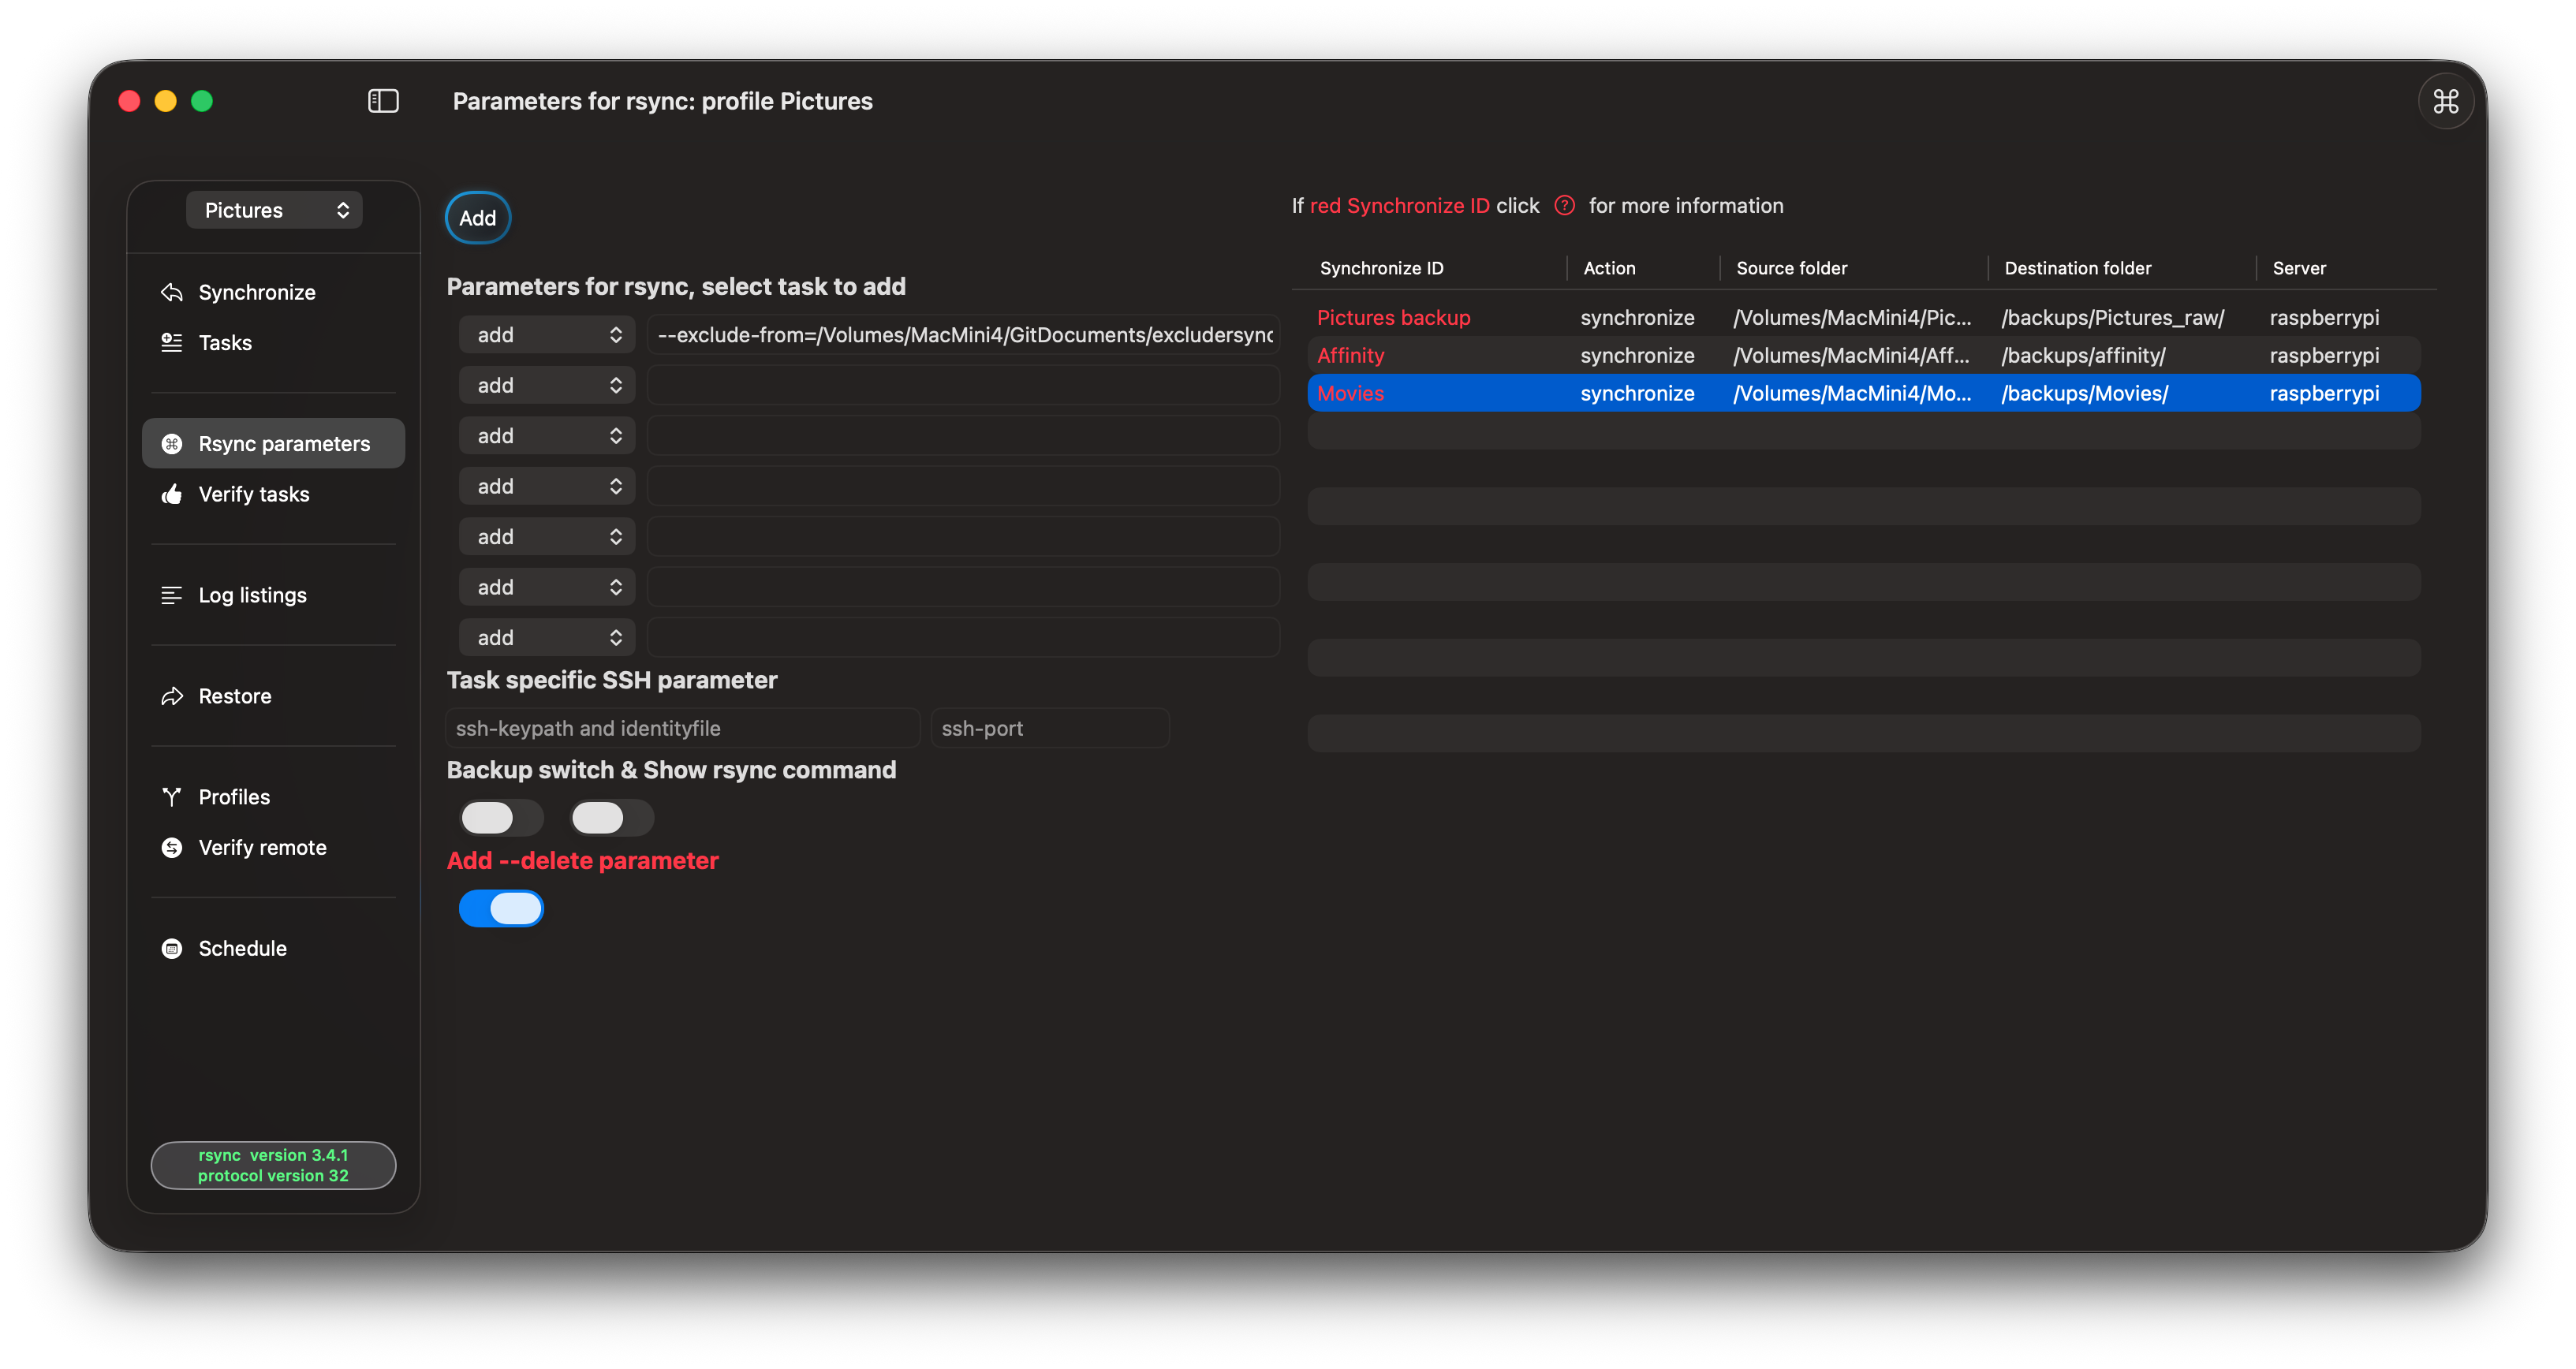 Parameters for rsync: profile Pictures
Pictures
Synchronize
Tasks
Rsync parameters
Verify tasks
Log listings
Restore
Profiles
Verify remote
Schedule
rsync version 3.4.1
protocol version 32
Add
Parameters for rsync, select task to add
add --exclude-from=/Volumes/MacMini4/GitDocuments/excludersync
add
add
add
add
add
add
Task specific SSH parameter
ssh-keypath and identityfile ssh-port
Backup switch & Show rsync command
Add --delete parameter
If red Synchronize ID click ? for more information
Synchronize ID Action Source folder Destination folder Server
Pictures backup synchronize /Volumes/MacMini4/Pic... /backups/Pictures_raw/ raspberrypi
Affinity synchronize /Volumes/MacMini4/Aff... /backups/affinity/ raspberrypi
Movies synchronize /Volumes/MacMini4/Mo... /backups/Movies/ raspberrypi